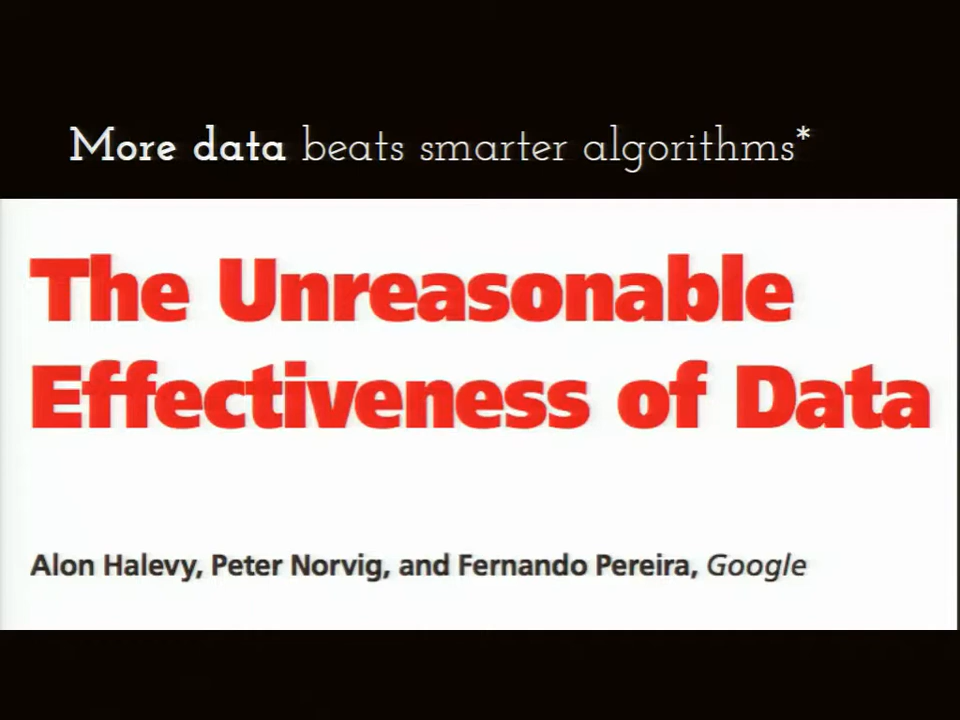 More data beats smarter algorithms*
The Unreasonable
Effectiveness of Data
Alon Halevy, Peter Norvig, and Fernando Pereira, Google